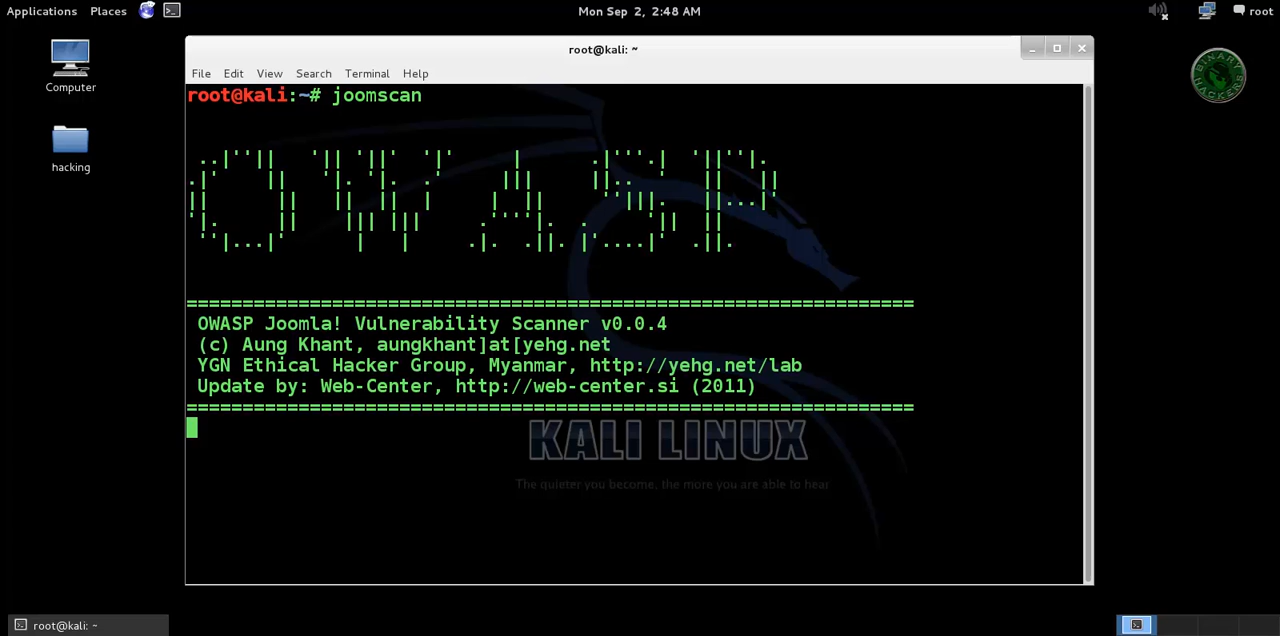 Applications Places Mon Sep 2, 2:48 AM root
root@kali: ~
File Edit View Search Terminal Help
Computer
hacking
BINARY HACKERS
root@kali:~# joomscan
OWASP
=================================================================
OWASP Joomla! Vulnerability Scanner v0.0.4
(c) Aung Khant, aungkhant]at[yehg.net
YGN Ethical Hacker Group, Myanmar, http://yehg.net/lab
Update by: Web-Center, http://web-center.si (2011)
=================================================================
KALI LINUX
The quieter you become, the more you are able to hear
root@kali: ~